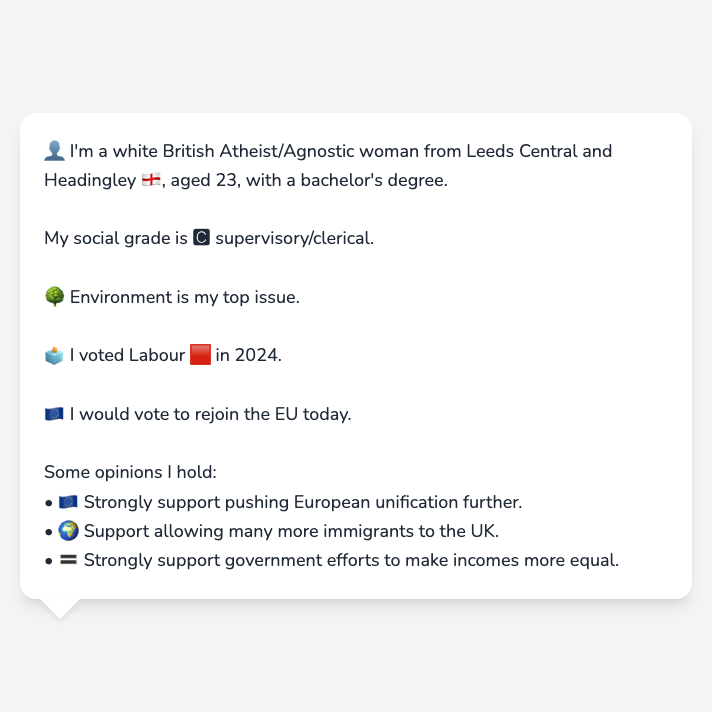 👤 I'm a white British Atheist/Agnostic woman from Leeds Central and
Headingley 🏴󠁧󠁢󠁥󠁮󠁧󠁿, aged 23, with a bachelor's degree.
My social grade is 🅲 supervisory/clerical.
🌳 Environment is my top issue.
🗳️ I voted Labour 🟥 in 2024.
🇪🇺 I would vote to rejoin the EU today.
Some opinions I hold:
• 🇪🇺 Strongly support pushing European unification further.
• 🌍 Support allowing many more immigrants to the UK.
• 🟰 Strongly support government efforts to make incomes more equal.